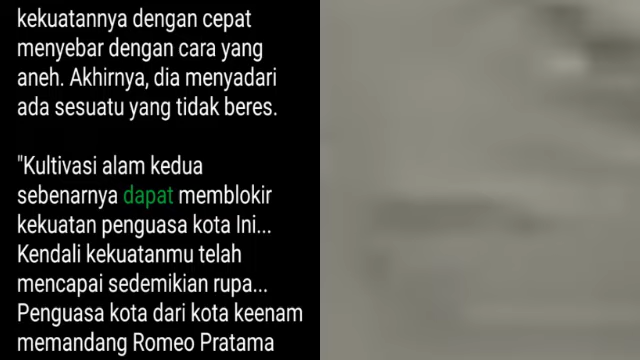 kekuatannya dengan cepat
menyebar dengan cara yang
aneh. Akhirnya, dia menyadari
ada sesuatu yang tidak beres.
"Kultivasi alam kedua
sebenarnya dapat memblokir
kekuatan penguasa kota Ini...
Kendali kekuatanmu telah
mencapai sedemikian rupa...
Penguasa kota dari kota keenam
memandang Romeo Pratama